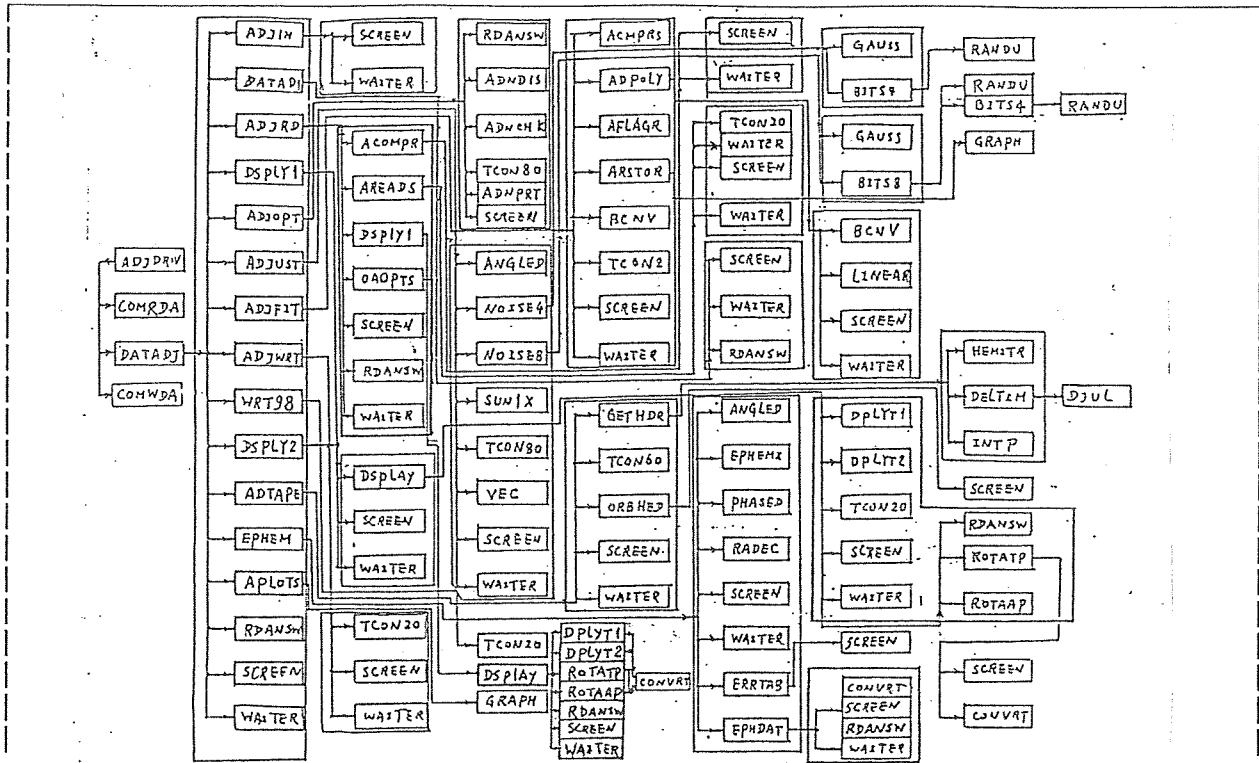 ADJDRIV
COMRDA
DATADJ
COMWDA
ADJIN
DATADJ
ADJRD
DSPLY1
ADJOPT
ADJUST
ADJFIT
ADJWRT
WRT98
DSPLY2
ADTAPE
EPHEM
APLOTS
RDANSW
SCREEN
WAITER
SCREEN
WAITER
ACOMPR
AREADS
DSPLY1
OAOPTS
SCREEN
RDANSW
WAITER
DSPLAY
SCREEN
WAITER
TCON20
SCREEN
WAITER
RDANSW
ADNDIS
ADNCHK
TCON80
ADNPRT
SCREEN
ANGLED
NOISE4
NOISE8
SUNIX
TCON80
VEC
SCREEN
WAITER
TCON20
DSPLAY
GRAPH
ACMPRS
ADPOLY
AFLAGR
ARSTOR
BCNV
TCON2
SCREEN
WAITER
GETHDR
TCON60
ORBHED
SCREEN
WAITER
DPLYT1
DPLYT2
ROTATP
ROTAAP
RDANSW
SCREEN
WAITER
CONVRT
SCREEN
WAITER
TCON20
WAITER
SCREEN
WAITER
SCREEN
WAITER
RDANSW
ANGLED
EPHEMX
PHASED
RADEC
SCREEN
WAITER
ERRTAB
EPHDAT
GAUSS
BITS4
GAUSS
BITS8
BCNV
LINEAR
SCREEN
WAITER
DPLYT1
DPLYT2
TCON20
SCREEN
WAITER
SCREEN
CONVRT
SCREEN
RDANSW
WAITER
RANDU
RANDU
BITS4
RANDU
GRAPH
HEMITR
DELTIM
INTP
DJUL
SCREEN
RDANSW
ROTATP
ROTAAP
SCREEN
CONVRT